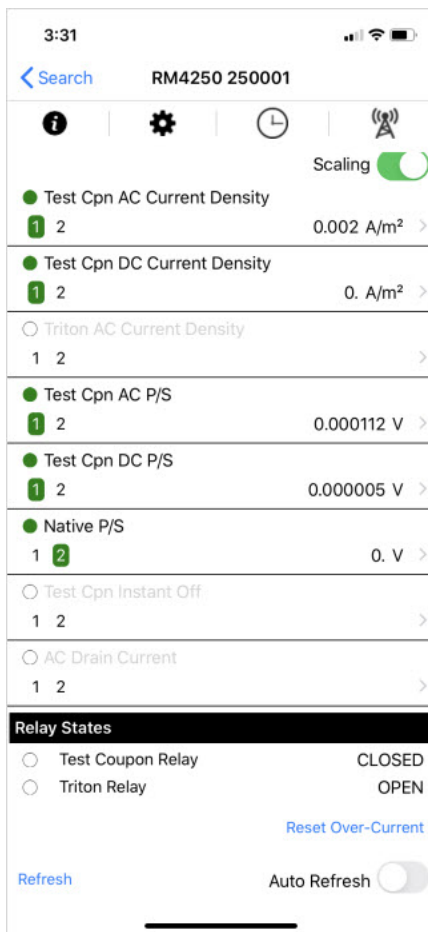 3:31
Search RM4250 250001
Scaling
Test Cpn AC Current Density
1 2 0.002 A/m²
Test Cpn DC Current Density
1 2 0. A/m²
Triton AC Current Density
1 2
Test Cpn AC P/S
1 2 0.000112 V
Test Cpn DC P/S
1 2 0.000005 V
Native P/S
1 2 0. V
Test Cpn Instant Off
1 2
AC Drain Current
1 2
Relay States
Test Coupon Relay CLOSED
Triton Relay OPEN
Reset Over-Current
Refresh Auto Refresh